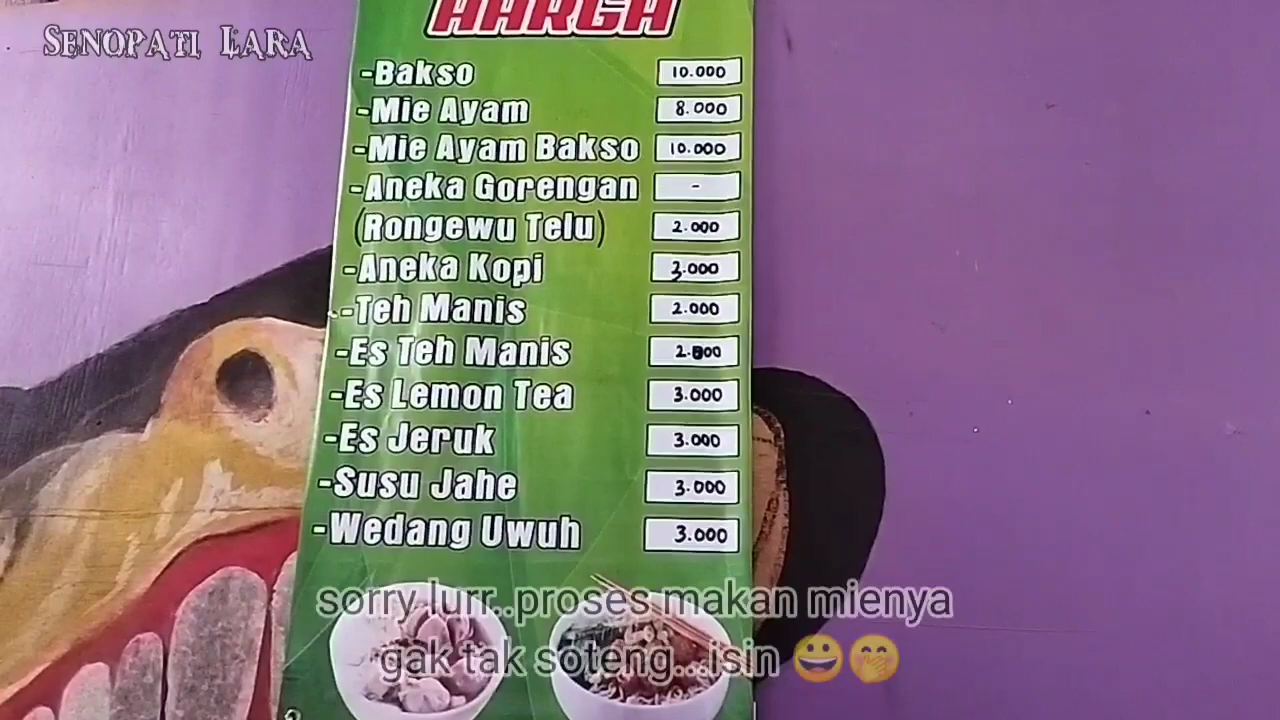 SENOPATI LARA
HARGA
-Bakso 10.000
-Mie Ayam 8.000
-Mie Ayam Bakso 10.000
-Aneka Gorengan -
(Rongewu Telu) 2.000
-Aneka Kopi 3.000
-Teh Manis 2.000
-Es Teh Manis 2.000
-Es Lemon Tea 3.000
-Es Jeruk 3.000
-Susu Jahe 3.000
-Wedang Uwuh 3.000
sorry lurr..proses makan mienya
gak tak soteng...isin 😀🤭